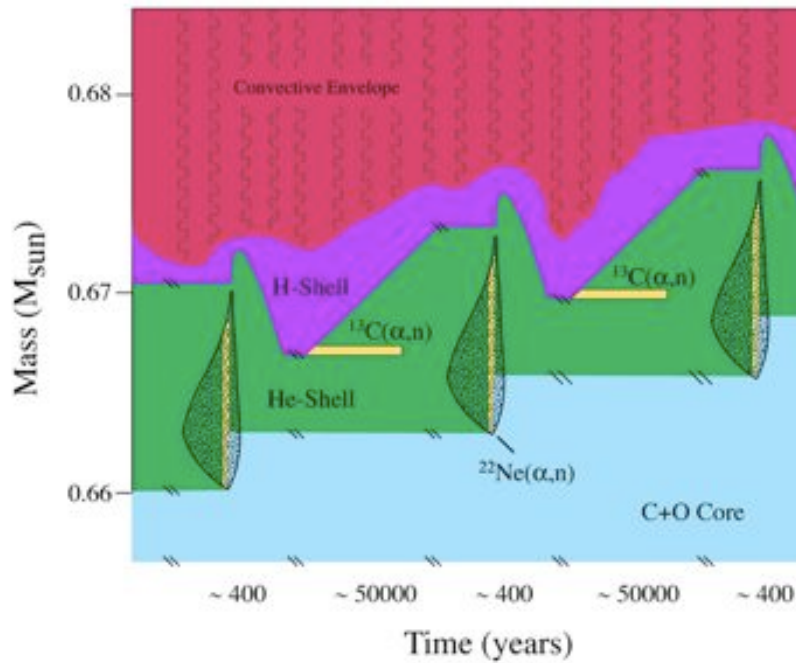 Convective Envelope
0.68
H-Shell
¹³C(α,n)
0.67
¹³C(α,n)
He-Shell
²²Ne(α,n)
0.66
C+O Core
Mass (Msun)
~ 400 ~ 50000 ~ 400 ~ 50000 ~ 400
Time (years)